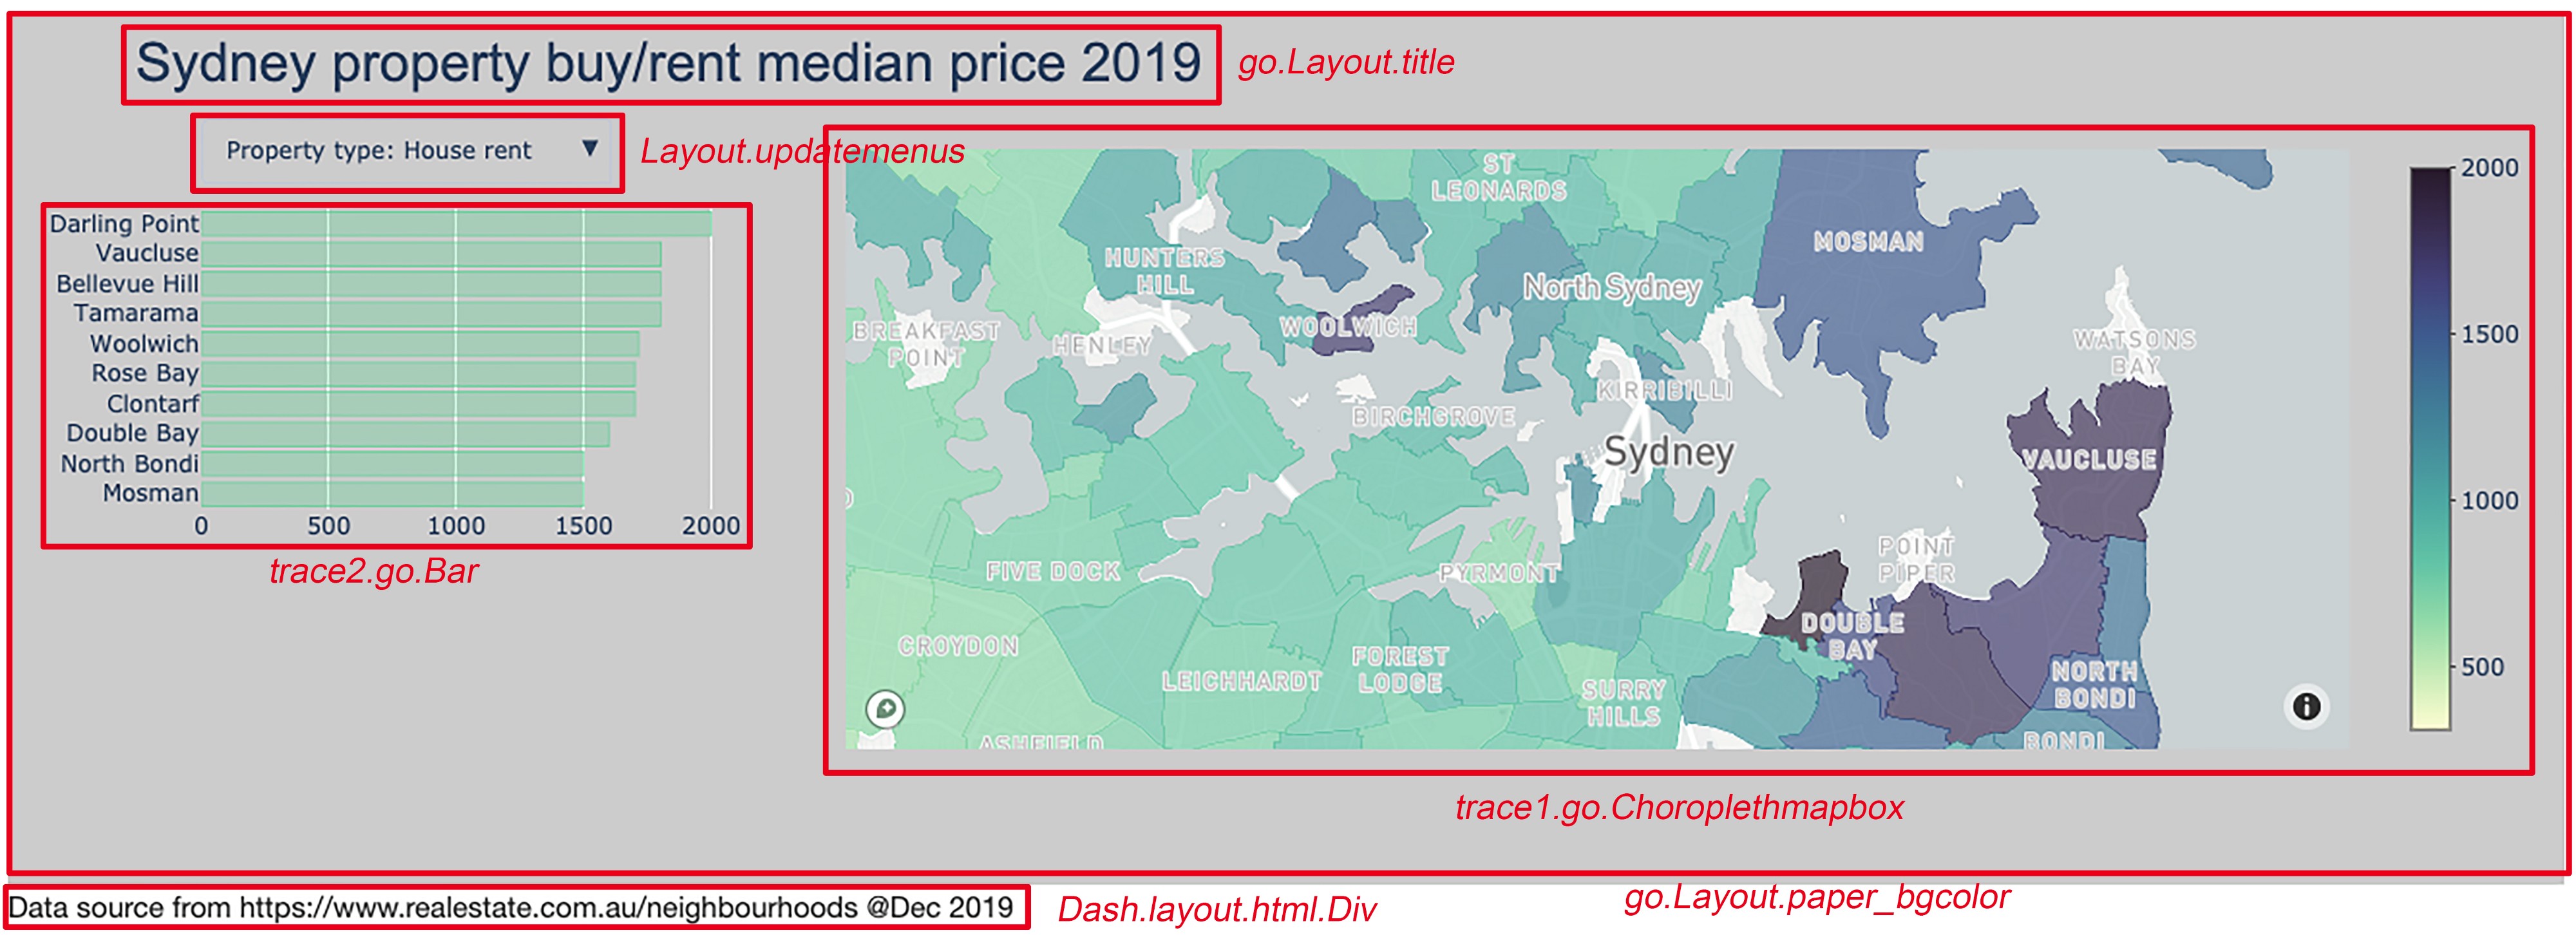 Sydney property buy/rent median price 2019
go.Layout.title
Property type: House rent ▼
Layout.updatemenus
Darling Point
Vaucluse
Bellevue Hill
Tamarama
Woolwich
Rose Bay
Clontarf
Double Bay
North Bondi
Mosman
0 500 1000 1500 2000
trace2.go.Bar
ST
LEONARDS
MOSMAN
HUNTERS
HILL
North Sydney
BREAKFAST
POINT
HENLEY
WOOLWICH
WATSONS
BAY
KIRRIBILLI
BIRCHGROVE
Sydney
VAUCLUSE
FIVE DOCK
PYRMONT
POINT
PIPER
CROYDON
DOUBLE
BAY
LEICHHARDT
FOREST
LODGE
SURRY
HILLS
NORTH
BONDI
ASHFIELD
BONDI
2000
1500
1000
500
trace1.go.Choroplethmapbox
Data source from https://www.realestate.com.au/neighbourhoods @Dec 2019
Dash.layout.html.Div
go.Layout.paper_bgcolor